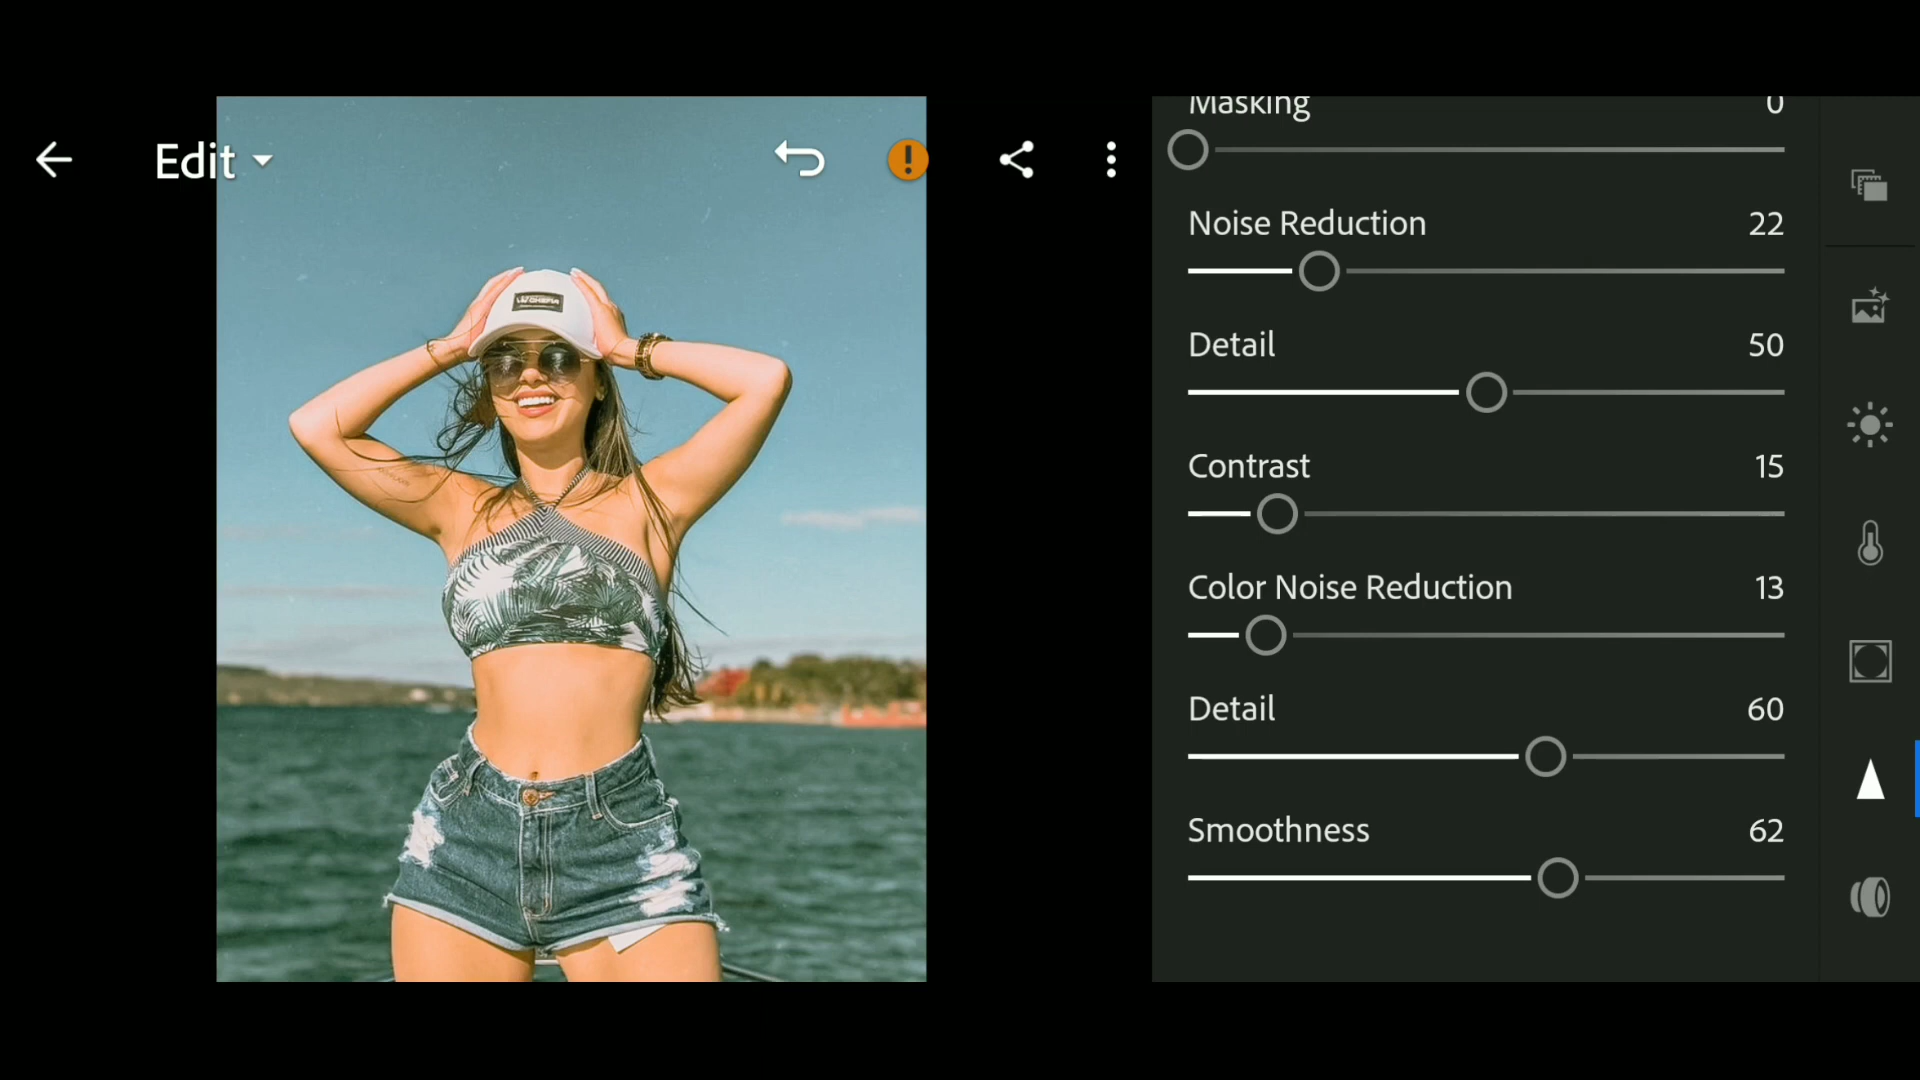 Edit
Masking 0
Noise Reduction 22
Detail 50
Contrast 15
Color Noise Reduction 13
Detail 60
Smoothness 62